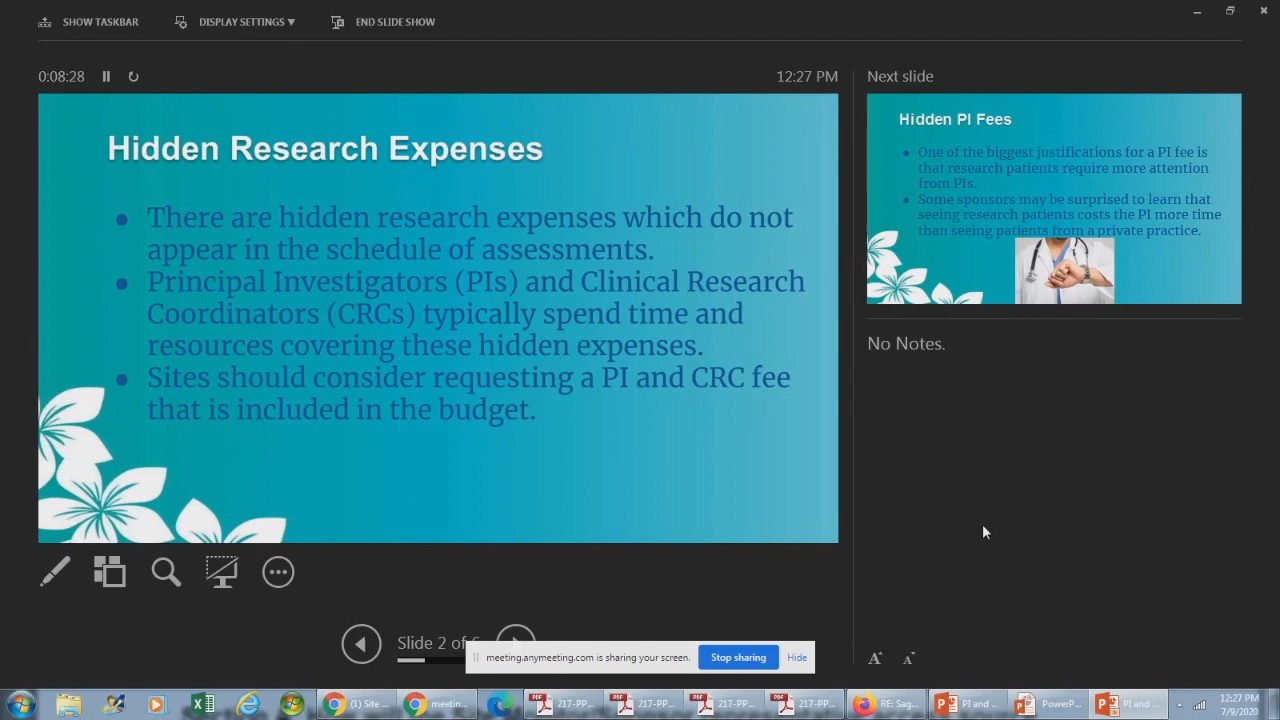 SHOW TASKBAR
DISPLAY SETTINGS ▼
END SLIDE SHOW
0:08:28
12:27 PM
Hidden Research Expenses
● There are hidden research expenses which do not
appear in the schedule of assessments.
● Principal Investigators (PIs) and Clinical Research
Coordinators (CRCs) typically spend time and
resources covering these hidden expenses.
● Sites should consider requesting a PI and CRC fee
that is included in the budget.
Next slide
Hidden PI Fees
● One of the biggest justifications for a PI fee is
that research patients require more attention
from PIs.
● Some sponsors may be surprised to learn that
seeing research patients costs the PI more time
than seeing patients from a private practice.
No Notes.
Slide 2 of 6
meeting.anymeeting.com is sharing your screen.
Stop sharing
Hide
A A
(1) Site ...
meetin...
PDF
217-PP...
PDF
217-PP...
PDF
217-PP...
PDF
217-PP...
RE: Sag...
PI and ...
PowerP...
PI and ...
12:27 PM
7/9/2020